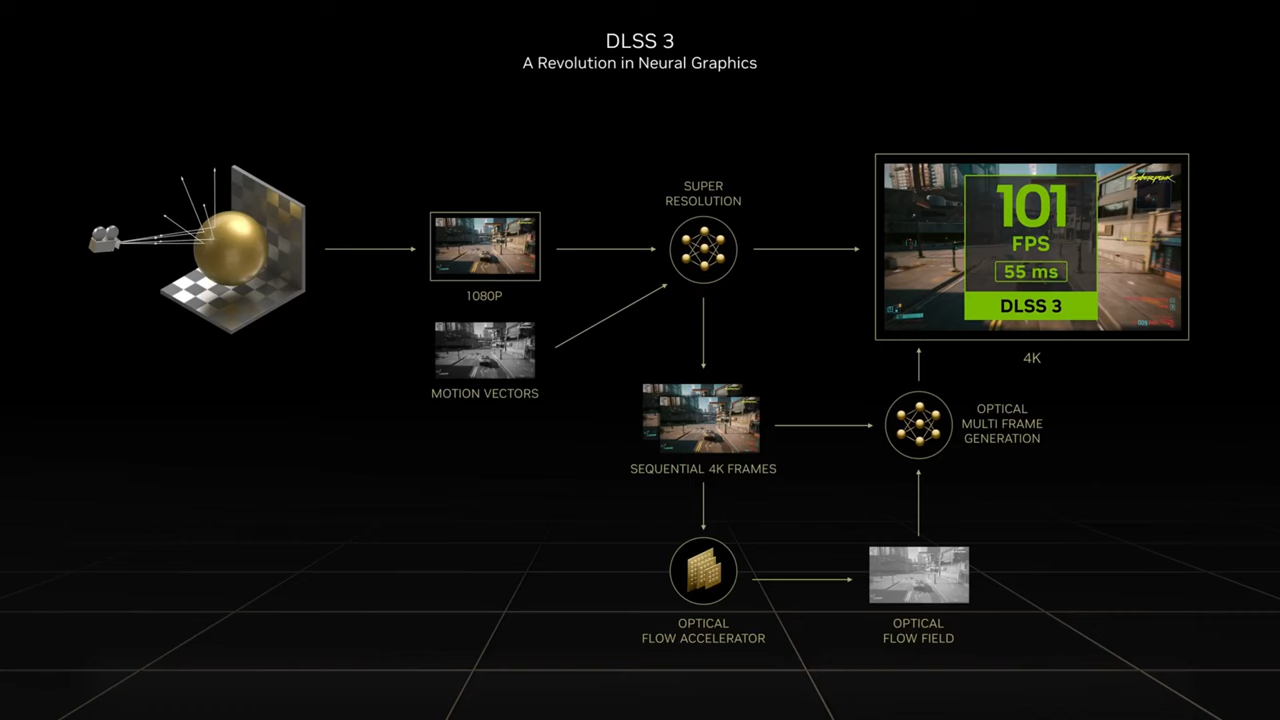 DLSS 3
A Revolution in Neural Graphics
SUPER
RESOLUTION
CYBERPUNK
101
FPS
55 ms
DLSS 3
1080P
4K
MOTION VECTORS
OPTICAL
MULTI FRAME
GENERATION
SEQUENTIAL 4K FRAMES
OPTICAL
FLOW ACCELERATOR
OPTICAL
FLOW FIELD